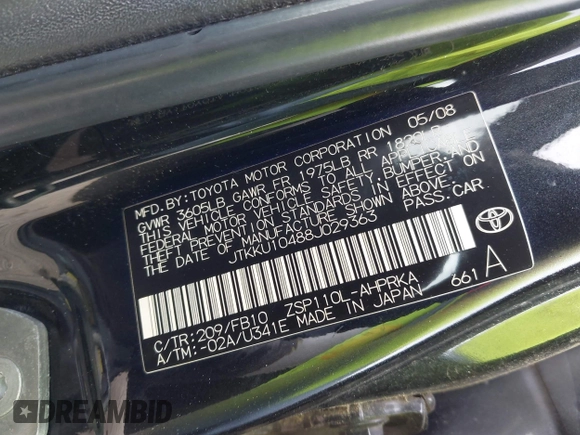 MFD. BY: TOYOTA MOTOR CORPORATION 05/08
GVWR 3605LB GAWR FR 1975LB RR 1820LB
THIS VEHICLE CONFORMS TO ALL APPLICABLE
FEDERAL MOTOR VEHICLE SAFETY, BUMPER, AND
THEFT PREVENTION STANDARDS IN EFFECT ON
THE DATE OF MANUFACTURE SHOWN ABOVE.
JTKKU10488J029363 PASS. CAR
C/TR: 209/FB10 ZSP110L-AHPRKA 661 A
A/TM: -02A/U341E MADE IN JAPAN
DREAMBID